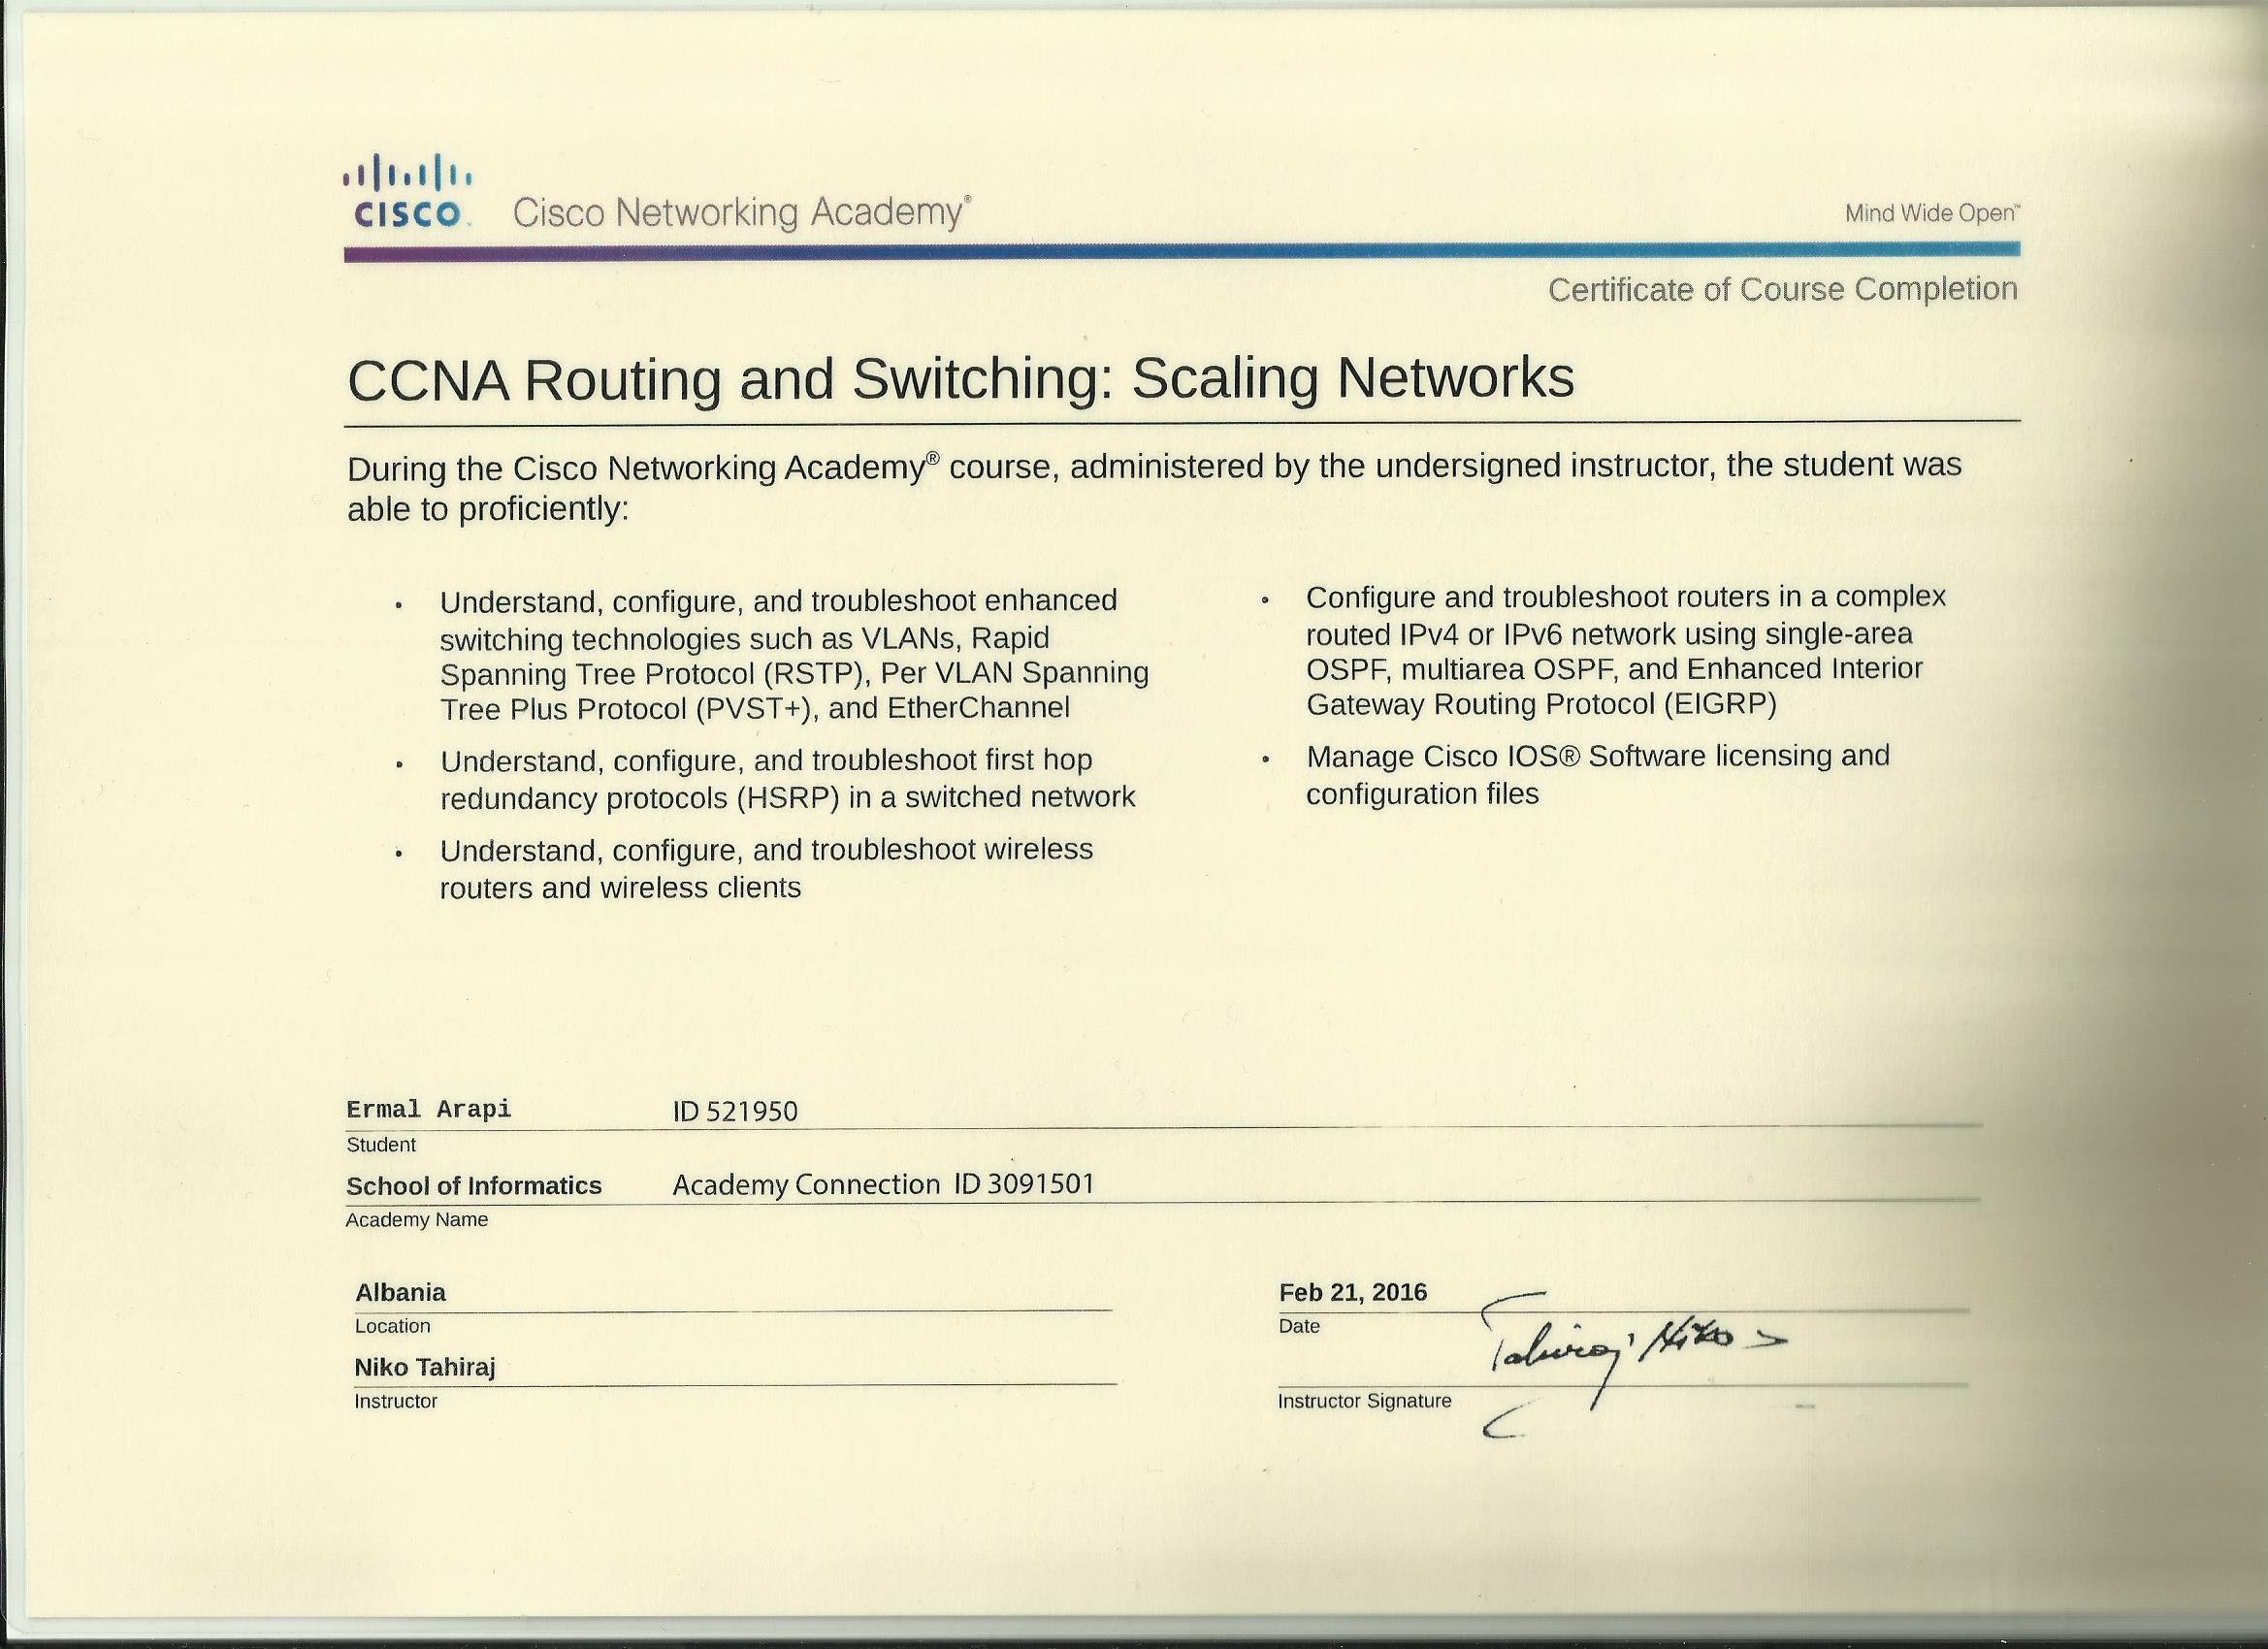 CISCO™ Cisco Networking Academy®
Mind Wide Open™
Certificate of Course Completion
CCNA Routing and Switching: Scaling Networks
During the Cisco Networking Academy® course, administered by the undersigned instructor, the student was
able to proficiently:
· Understand, configure, and troubleshoot enhanced
switching technologies such as VLANs, Rapid
Spanning Tree Protocol (RSTP), Per VLAN Spanning
Tree Plus Protocol (PVST+), and EtherChannel
· Understand, configure, and troubleshoot first hop
redundancy protocols (HSRP) in a switched network
· Understand, configure, and troubleshoot wireless
routers and wireless clients
· Configure and troubleshoot routers in a complex
routed IPv4 or IPv6 network using single-area
OSPF, multiarea OSPF, and Enhanced Interior
Gateway Routing Protocol (EIGRP)
· Manage Cisco IOS® Software licensing and
configuration files
Ermal Arapi ID 521950
Student
School of Informatics Academy Connection ID 3091501
Academy Name
Albania
Location
Niko Tahiraj
Instructor
Feb 21, 2016
Date
Tahiraj Niko
Instructor Signature